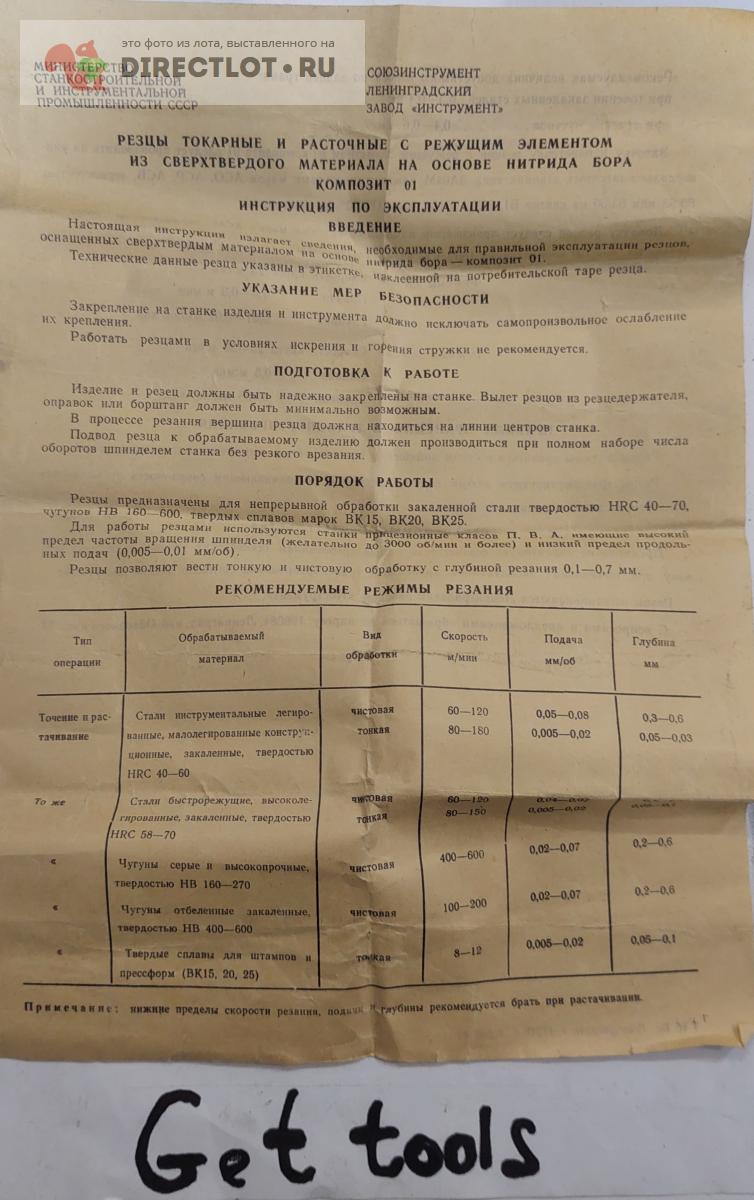 это фото из лота, выставленного на
DIRECTLOT.RU
МИНИСТЕРСТВО
СТАНКОСТРОИТЕЛЬНОЙ
И ИНСТРУМЕНТАЛЬНОЙ
ПРОМЫШЛЕННОСТИ СССР
СОЮЗИНСТРУМЕНТ
ЛЕНИНГРАДСКИЙ
ЗАВОД «ИНСТРУМЕНТ»
РЕЗЦЫ ТОКАРНЫЕ И РАСТОЧНЫЕ С РЕЖУЩИМ ЭЛЕМЕНТОМ
ИЗ СВЕРХТВЕРДОГО МАТЕРИАЛА НА ОСНОВЕ НИТРИДА БОРА
КОМПОЗИТ 01
ИНСТРУКЦИЯ ПО ЭКСПЛУАТАЦИИ
ВВЕДЕНИЕ
Настоящая инструкция излагает сведения, необходимые для правильной эксплуатации резцов,
оснащенных сверхтвердым материалом на основе нитрида бора — композит 01.
Технические данные резца указаны в этикетке, наклеенной на потребительской таре резца.
УКАЗАНИЕ МЕР БЕЗОПАСНОСТИ
Закрепление на станке изделия и инструмента должно исключать самопроизвольное ослабление
их крепления.
Работать резцами в условиях искрения и горения стружки не рекомендуется.
ПОДГОТОВКА К РАБОТЕ
Изделие и резец должны быть надежно закреплены на станке. Вылет резцов из резцедержателя,
оправок или борштанг должен быть минимально возможным.
В процессе резания вершина резца должна находиться на линии центров станка.
Подвод резца к обрабатываемому изделию должен производиться при полном наборе числа
оборотов шпинделем станка без резкого врезания.
ПОРЯДОК РАБОТЫ
Резцы предназначены для непрерывной обработки закаленной стали твердостью HRC 40—70,
чугунов НВ 160—600, твердых сплавов марок ВК15, ВК20, ВК25.
Для работы резцами используются станки прецезионные класов П, В, А, имеющие высокий
предел частоты вращения шпинделя (желательно до 3000 об/мин и более) и низкий предел продоль-
ных подач (0,005—0,01 мм/об).
Резцы позволяют вести тонкую и чистовую обработку с глубиной резания 0,1—0,7 мм.
РЕКОМЕНДУЕМЫЕ РЕЖИМЫ РЕЗАНИЯ
Тип операции Обрабатываемый материал Вид обработки Скорость м/мин Подача мм/об Глубина мм
Точение и рас- Стали инструментальные легиро- чистовая 60—120 0,05—0,08 0,3—0,6
тачивание ванные, малолегированные конструк- тонкая 80—180 0,005—0,02 0,05—0,03
ционные, закаленные, твердостью
HRC 40—60
То же Стали быстрорежущие, высоколе- чистовая 60—120
гированные, закаленные, твердостью тонкая 80—150 0,005—0,02
HRC 58—70
« Чугуны серые и высокопрочные, чистовая 400—600 0,02—0,07 0,2—0,6
твердостью НВ 160—270
« Чугуны отбеленные закаленные, чистовая 100—200 0,02—0,07 0,2—0,6
твердостью НВ 400—600
« Твердые сплавы для штампов и тонкая 8—12 0,005—0,02 0,05—0,1
прессформ (ВК15, 20, 25)
Примечание: нижние пределы скорости резания, подачи и глубины рекомендуется брать при растачивании.
Get tools